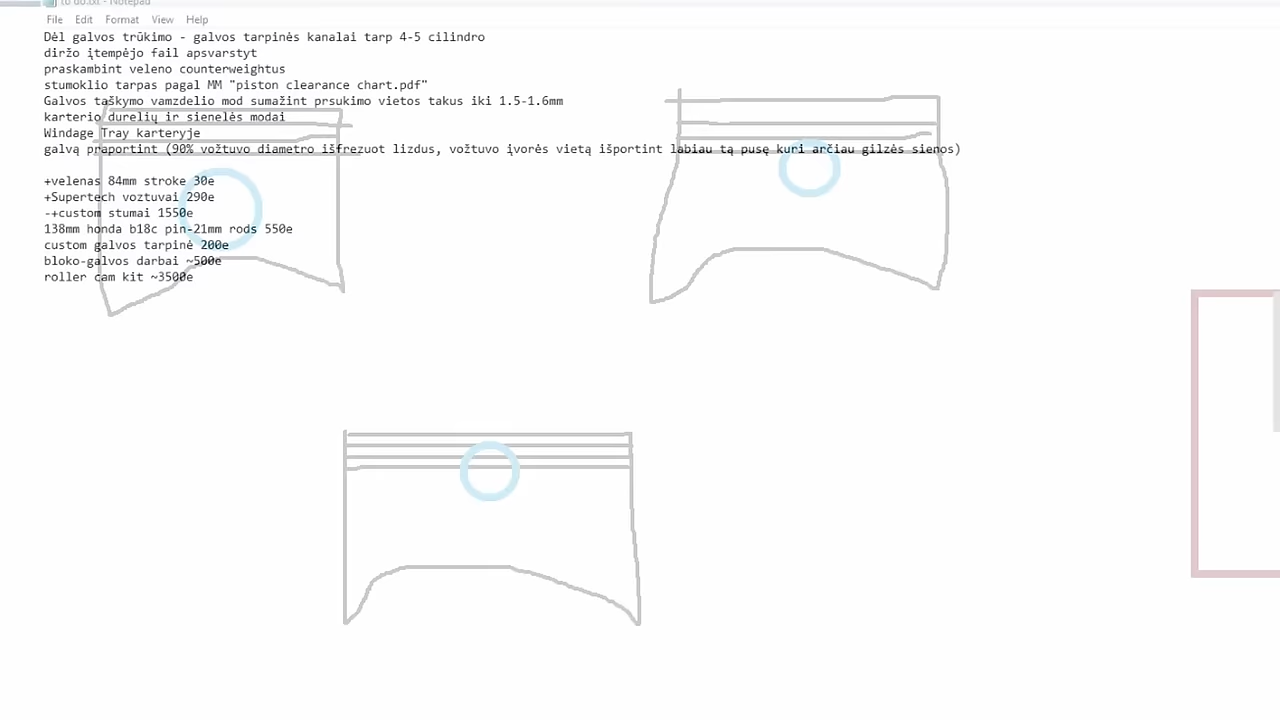 to do.txt - Notepad
File Edit Format View Help
Dėl galvos trūkimo - galvos tarpinės kanalai tarp 4-5 cilindro
diržo įtempėjo fail apsvarstyt
praskambint veleno counterweightus
stumoklio tarpas pagal MM "piston clearance chart.pdf"
Galvos taškymo vamzdelio mod sumažint prsukimo vietos takus iki 1.5-1.6mm
karterio durelių ir sienelės modai
Windage Tray karteryje
galvą praportint (90% vožtuvo diametro išfrezuot lizdus, vožtuvo įvorės vietą išportint labiau tą pusę kuri arčiau gilzės sienos)
+velenas 84mm stroke 30e
+Supertech voztuvai 290e
-+custom stumai 1550e
138mm honda b18c pin-21mm rods 550e
custom galvos tarpinė 200e
bloko-galvos darbai ~500e
roller cam kit ~3500e